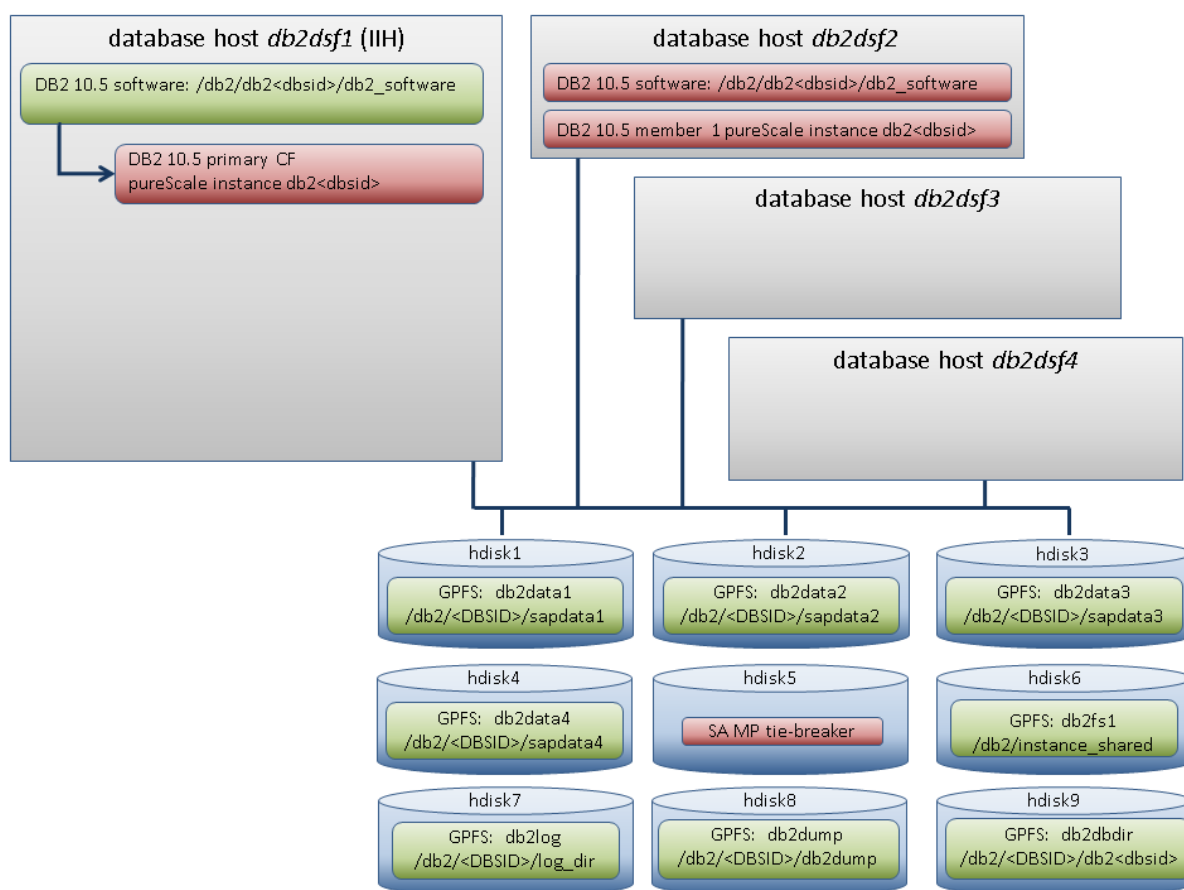 database host db2dsf1 (IIH)
DB2 10.5 software: /db2/db2<dbsid>/db2_software
DB2 10.5 primary CF
pureScale instance db2<dbsid>
database host db2dsf2
DB2 10.5 software: /db2/db2<dbsid>/db2_software
DB2 10.5 member 1 pureScale instance db2<dbsid>
database host db2dsf3
database host db2dsf4
hdisk1
GPFS: db2data1
/db2/<DBSID>/sapdata1
hdisk2
GPFS: db2data2
/db2/<DBSID>/sapdata2
hdisk3
GPFS: db2data3
/db2/<DBSID>/sapdata3
hdisk4
GPFS: db2data4
/db2/<DBSID>/sapdata4
hdisk5
SA MP tie-breaker
hdisk6
GPFS: db2fs1
/db2/instance_shared
hdisk7
GPFS: db2log
/db2/<DBSID>/log_dir
hdisk8
GPFS: db2dump
/db2/<DBSID>/db2dump
hdisk9
GPFS: db2dbdir
/db2/<DBSID>/db2<dbsid>